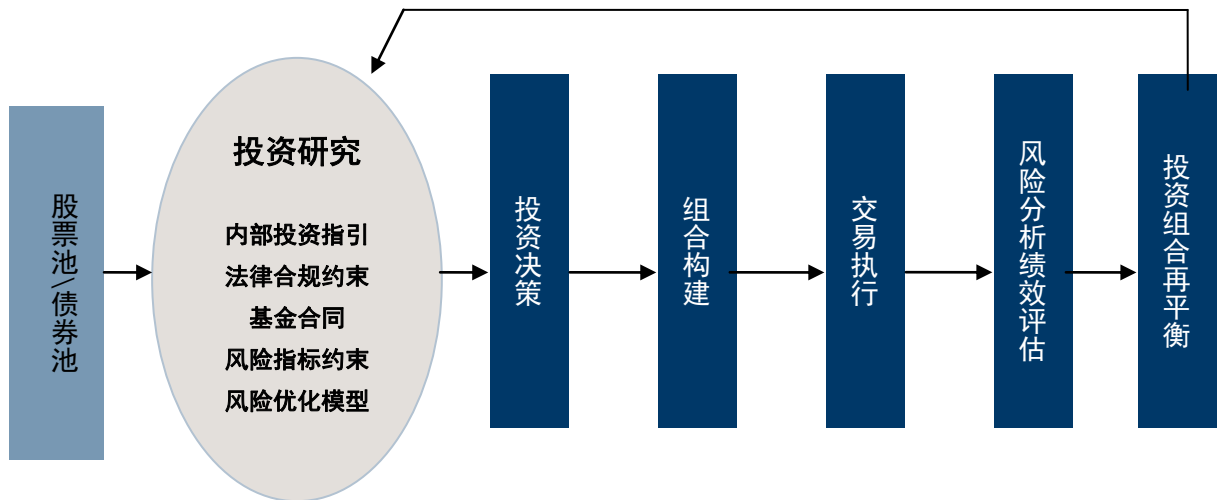 股票池\债券池
投资研究
内部投资指引
法律合规约束
基金合同
风险指标约束
风险优化模型
投资决策
组合构建
交易执行
风险分析绩效评估
投资组合再平衡